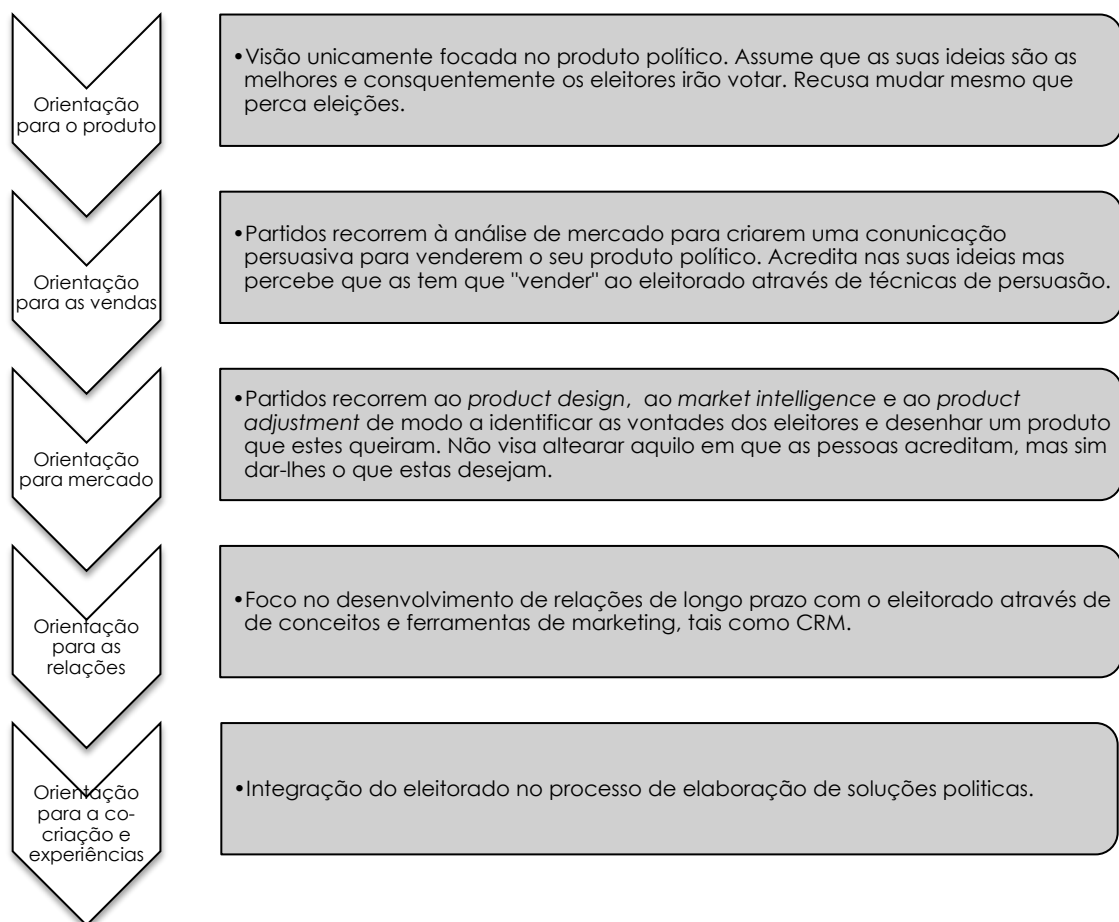 Orientação
para o produto
•Visão unicamente focada no produto político. Assume que as suas ideias são as
melhores e consquentemente os eleitores irão votar. Recusa mudar mesmo que
perca eleições.
Orientação
para as vendas
•Partidos recorrem à análise de mercado para criarem uma conunicação
persuasiva para venderem o seu produto político. Acredita nas suas ideias mas
percebe que as tem que "vender" ao eleitorado através de técnicas de persuasão.
Orientação
para mercado
•Partidos recorrem ao product design, ao market intelligence e ao product
adjustment de modo a identificar as vontades dos eleitores e desenhar um produto
que estes queiram. Não visa altearar aquilo em que as pessoas acreditam, mas sim
dar-lhes o que estas desejam.
Orientação
para as
relações
•Foco no desenvolvimento de relações de longo prazo com o eleitorado através de
de conceitos e ferramentas de marketing, tais como CRM.
Orientação
para a co-
criação e
experiências
•Integração do eleitorado no processo de elaboração de soluções politicas.